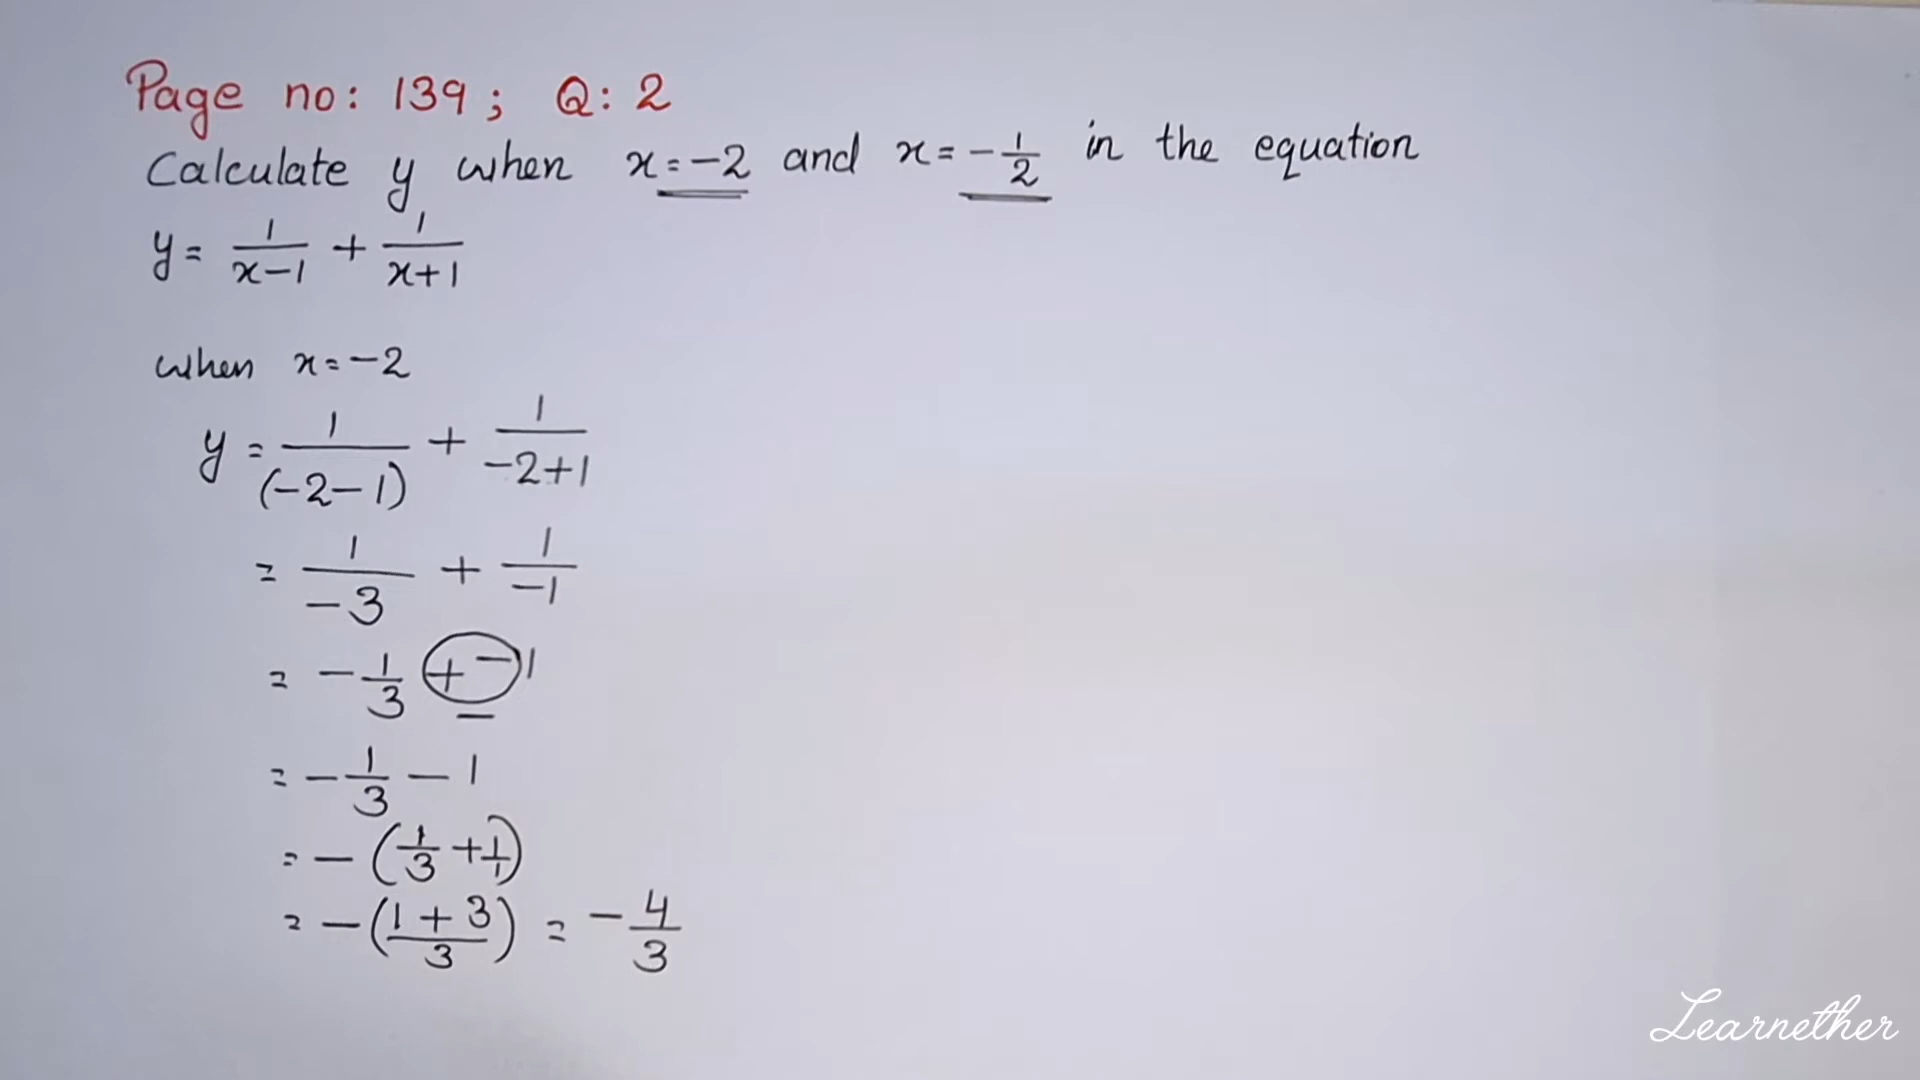 Page no: 139; Q: 2
Calculate y when x=-2 and x=-1/2 in the equation
y= 1/(x-1) + 1/(x+1)
when x=-2
y = 1/(-2-1) + 1/(-2+1)
= 1/-3 + 1/-1
= -1/3 + -1
-
= -1/3 - 1
= -(1/3 + 1/1)
= -((1+3)/3) = -4/3
Learnether